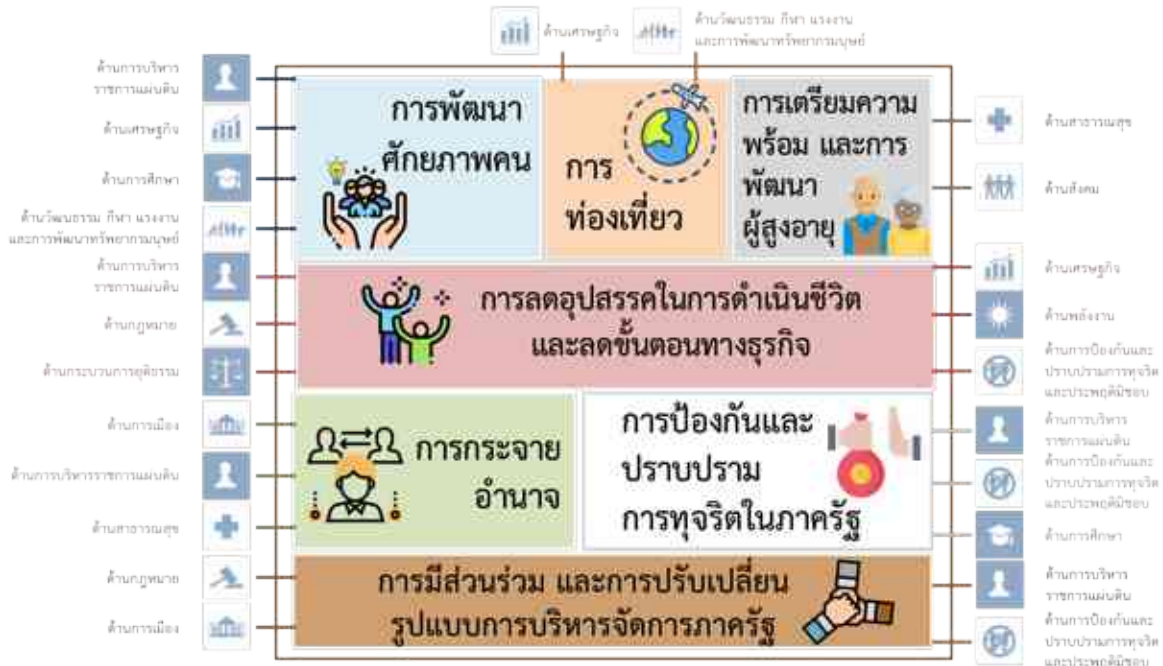 ด้านเศรษฐกิจ
ด้านวัฒนธรรม กีฬา แรงงาน
และการพัฒนาทรัพยากรมนุษย์
ด้านการบริหาร
ราชการแผ่นดิน
ด้านเศรษฐกิจ
ด้านการศึกษา
ด้านวัฒนธรรม กีฬา แรงงาน
และการพัฒนาทรัพยากรมนุษย์
ด้านการบริหาร
ราชการแผ่นดิน
ด้านกฎหมาย
ด้านกระบวนการยุติธรรม
ด้านการเมือง
ด้านการบริหารราชการแผ่นดิน
ด้านสาธารณสุข
ด้านกฎหมาย
ด้านการเมือง
การพัฒนา
ศักยภาพคน
การ
ท่องเที่ยว
การเตรียมความ
พร้อม และการ
พัฒนา
ผู้สูงอายุ
การลดอุปสรรคในการดำเนินชีวิต
และลดขั้นตอนทางธุรกิจ
การกระจาย
อำนาจ
การป้องกันและ
ปราบปราม
การทุจริตในภาครัฐ
การมีส่วนร่วม และการปรับเปลี่ยน
รูปแบบการบริหารจัดการภาครัฐ
ด้านสาธารณสุข
ด้านสังคม
ด้านเศรษฐกิจ
ด้านพลังงาน
ด้านการป้องกันและ
ปราบปรามการทุจริต
และประพฤติมิชอบ
ด้านการบริหาร
ราชการแผ่นดิน
ด้านการป้องกันและ
ปราบปรามการทุจริต
และประพฤติมิชอบ
ด้านการศึกษา
ด้านการบริหาร
ราชการแผ่นดิน
ด้านการป้องกันและ
ปราบปรามการทุจริต
และประพฤติมิชอบ